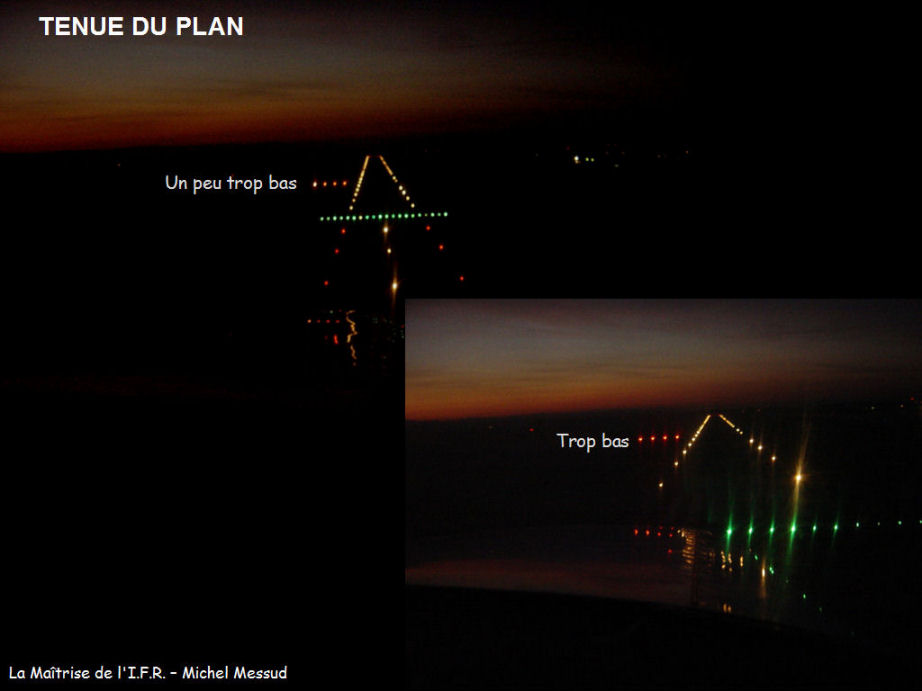 TENUE DU PLAN
Un peu trop bas
Trop bas
La Maîtrise de l'I.F.R. – Michel Messud